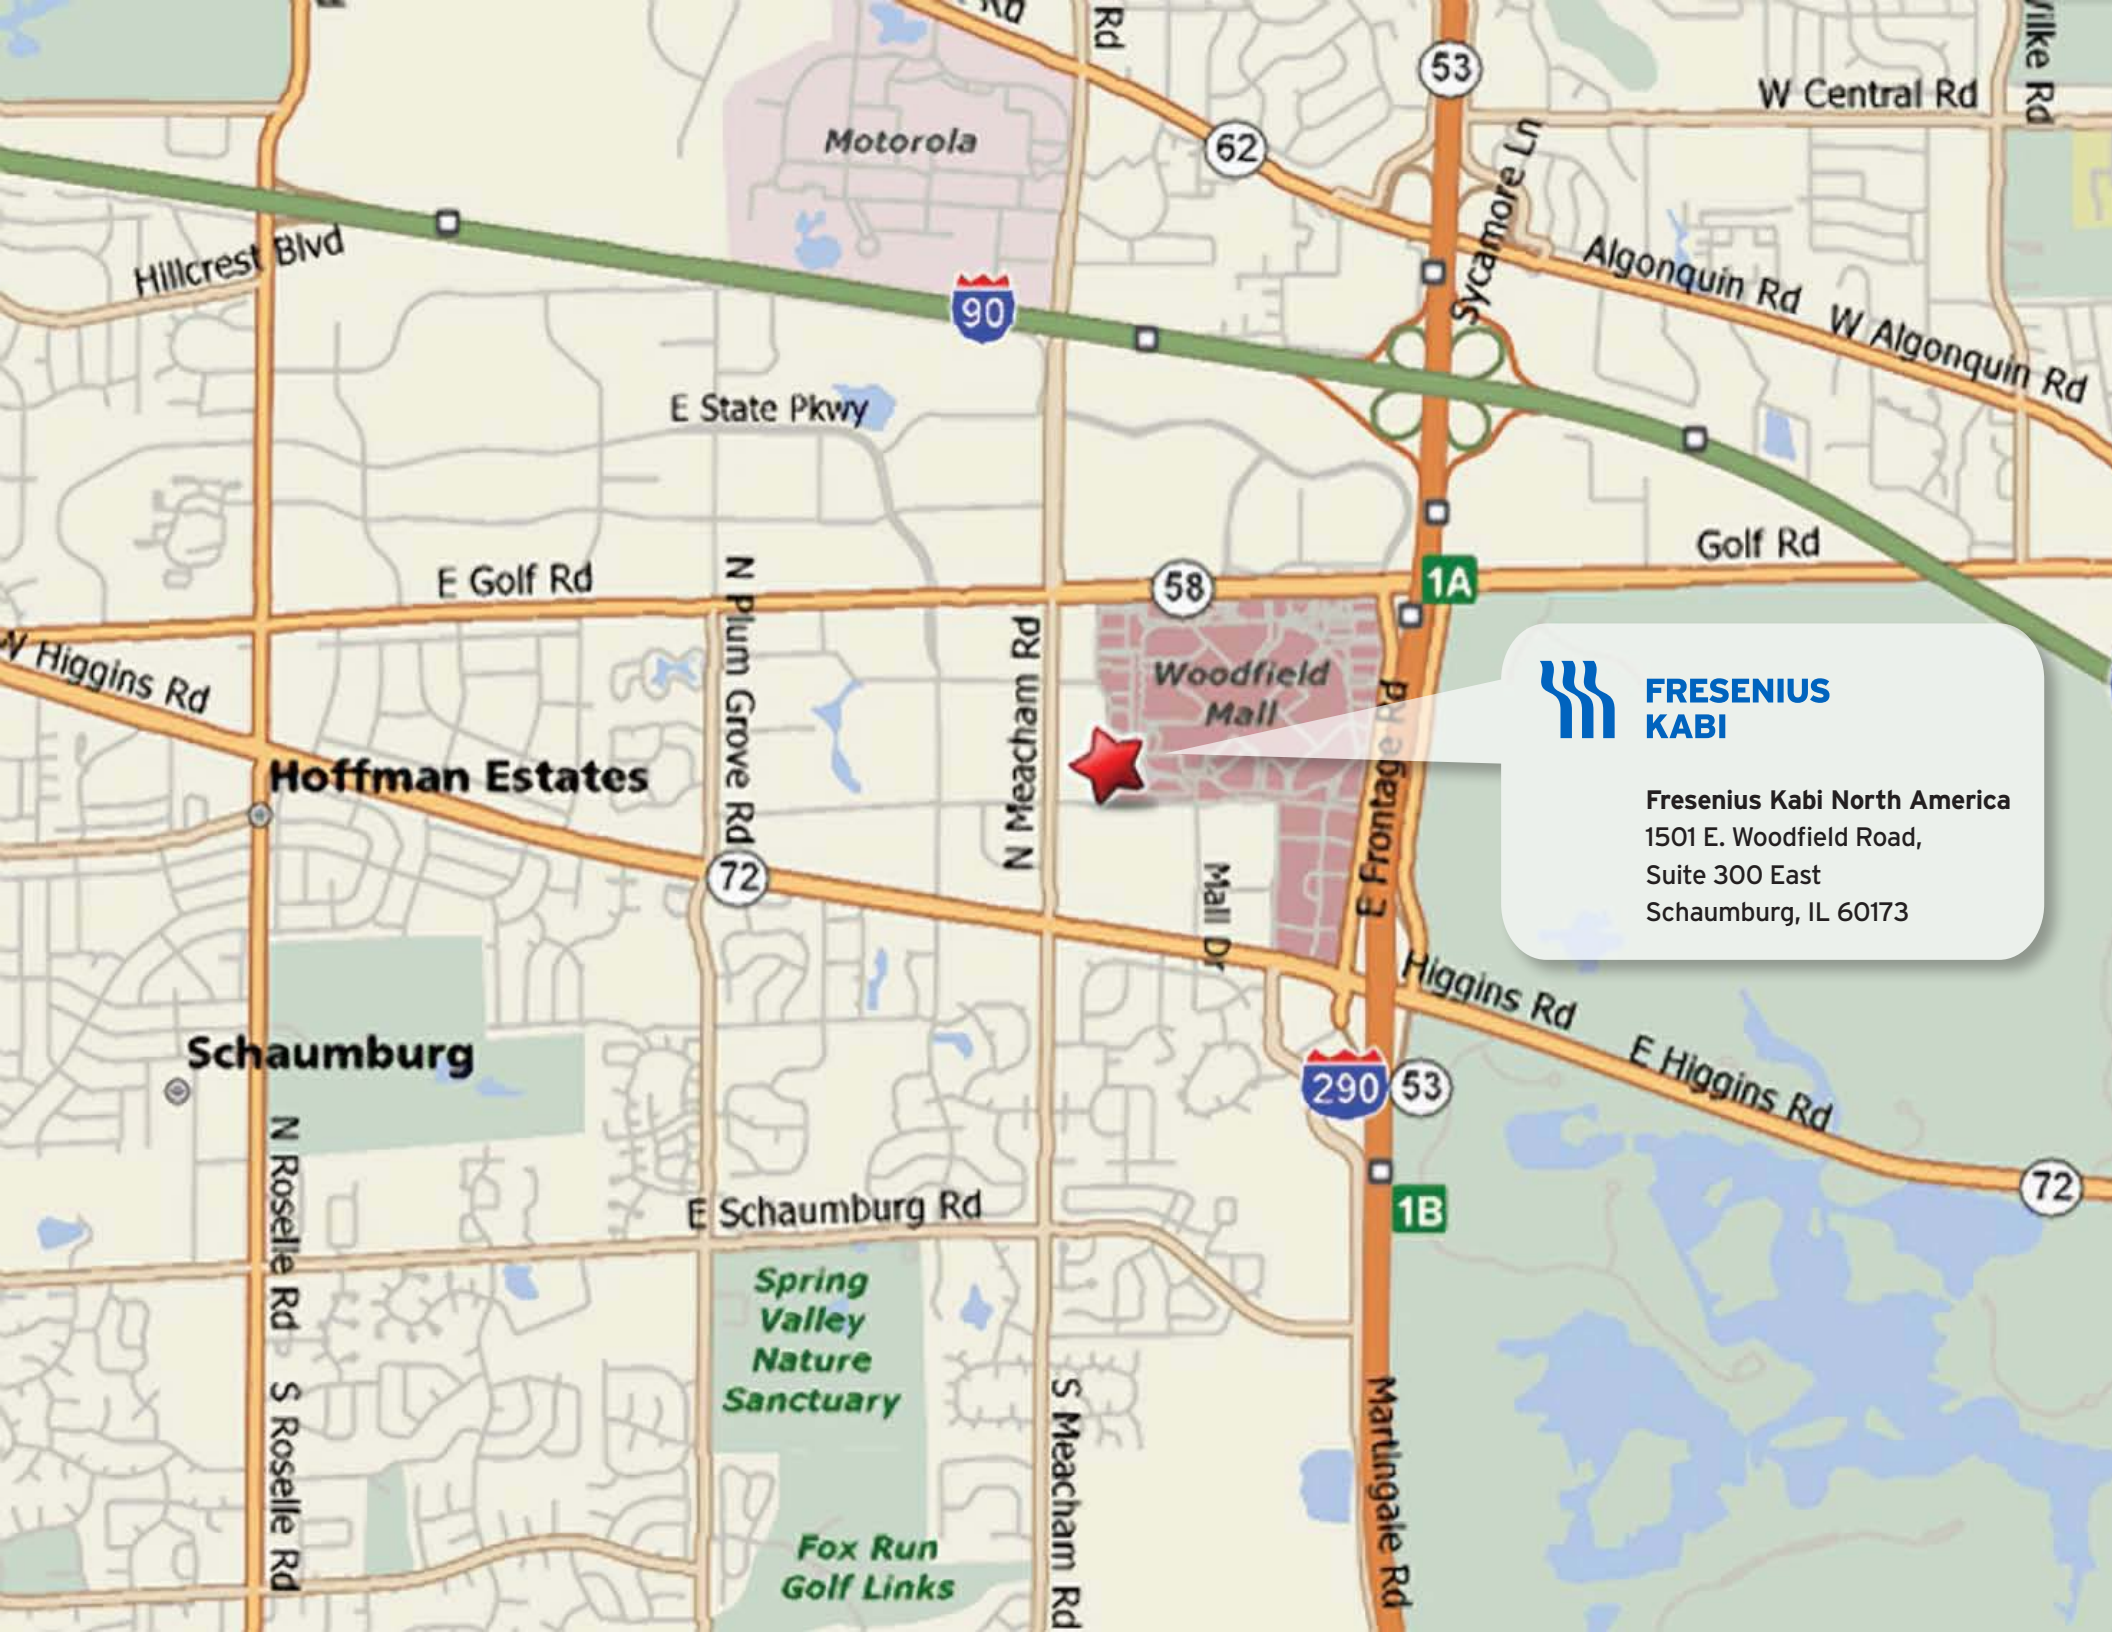 Rd
Rd
53
Wilke Rd
W Central Rd
Motorola
62
Sycamore Ln
Hillcrest Blvd
Algonquin Rd
W Algonquin Rd
90
E State Pkwy
Golf Rd
E Golf Rd
58
1A
N Plum Grove Rd
N Meacham Rd
W Higgins Rd
Woodfield
Mall
E Frontage Rd
FRESENIUS
KABI
Fresenius Kabi North America
1501 E. Woodfield Road,
Suite 300 East
Schaumburg, IL 60173
Hoffman Estates
72
Mall Dr
Higgins Rd
E Higgins Rd
Schaumburg
290
53
72
N Roselle Rd
E Schaumburg Rd
1B
Spring
Valley
Nature
Sanctuary
S Roselle Rd
S Meacham Rd
Martingale Rd
Fox Run
Golf Links